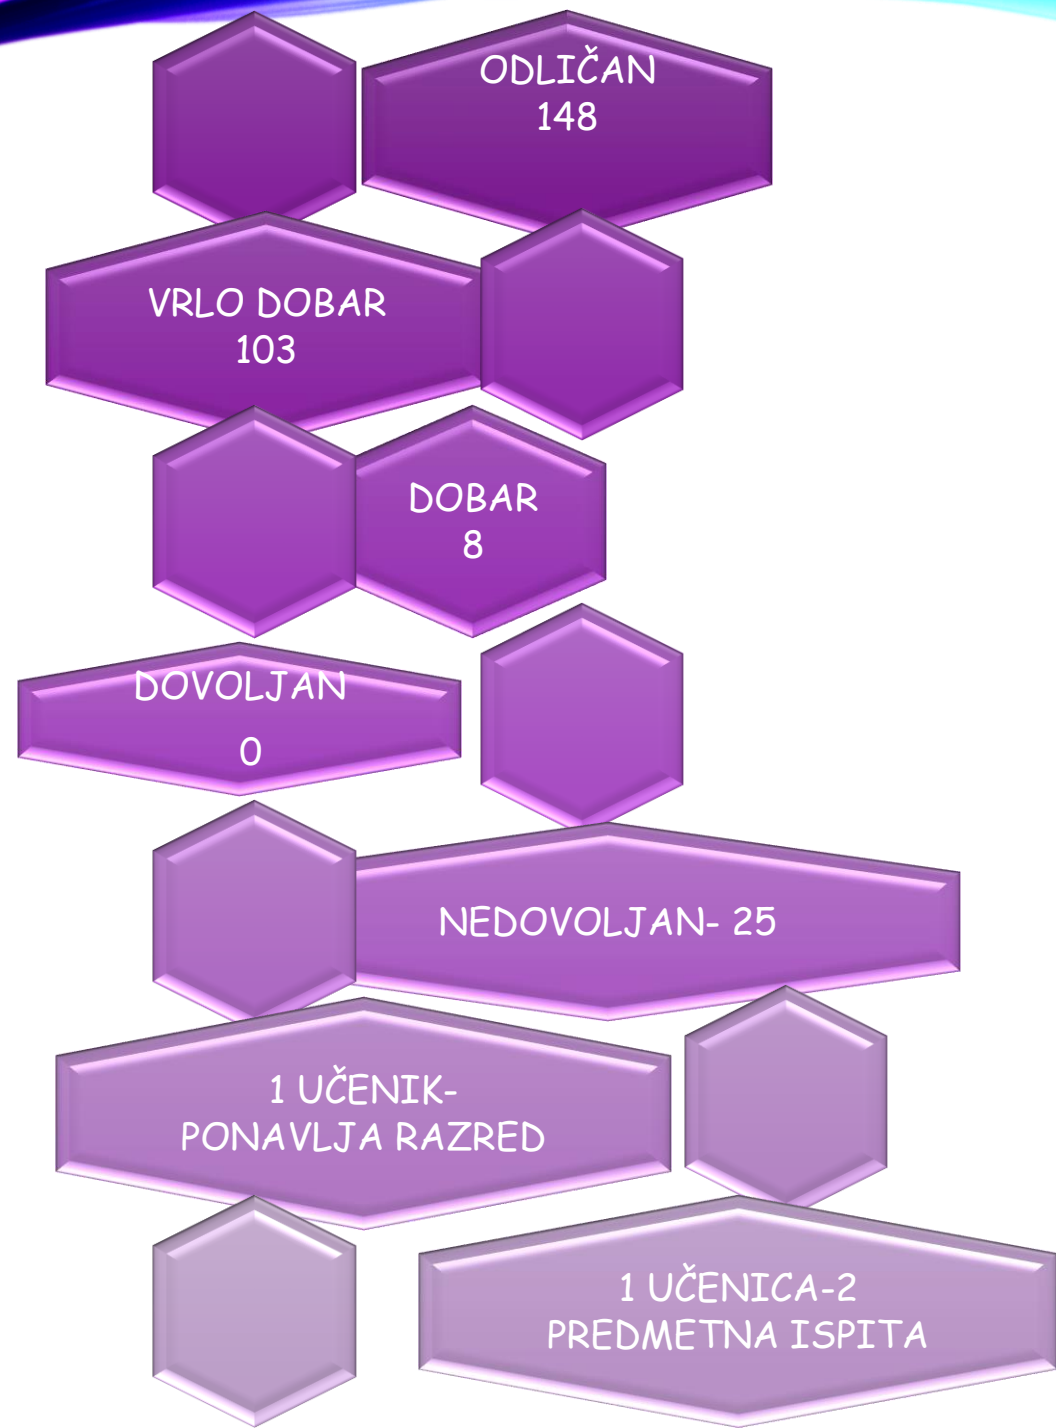 ODLIČAN
148
VRLO DOBAR
103
DOBAR
8
DOVOLJAN
0
NEDOVOLJAN- 25
1 UČENIK-
PONAVLJA RAZRED
1 UČENICA-2
PREDMETNA ISPITA